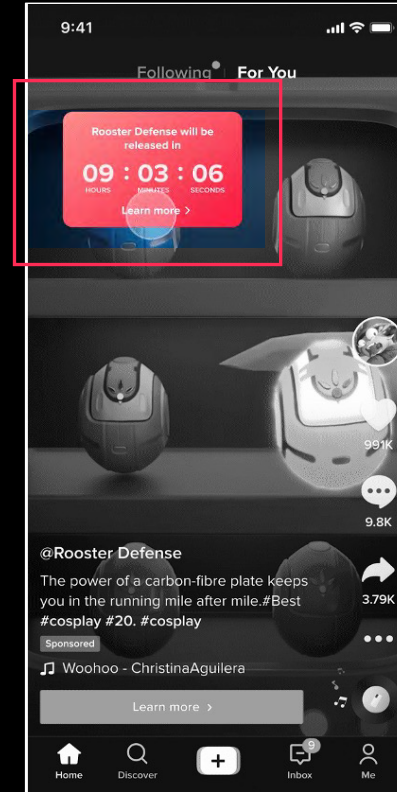 9:41
Following For You
Rooster Defense will be
released in
09 : 03 : 06
HOURS MINUTES SECONDS
Learn more >
991K
9.8K
@Rooster Defense
The power of a carbon-fibre plate keeps
you in the running mile after mile.#Best
3.79K
#cosplay #20. #cosplay
Sponsored
Woohoo - ChristinaAguilera
Learn more >
9
Home Discover Inbox Me